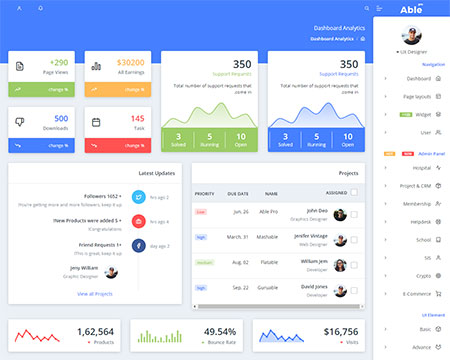 Able
Dashboard Analytics
Dashboard Analytics
UX Designer
Navigation
Dashboard
Page layouts
Widget
User
Admin Panel
Hospital
Project & CRM
Membership
Helpdesk
School
SIS
Crypto
E-Commerce
UI Element
Basic
Advance
+290
Page Views
change %
$30200
All Earnings
change %
500
Downloads
change %
145
Task
change %
350
Support Requests
Total number of support requests that
come in.
3 5 10
Solved Running Open
350
Support Requests
Total number of support requests that
come in.
3 5 10
Solved Running Open
Latest Updates
Followers 1652 +
You're getting more and more followers, keep it up
hrs ago 2
New Products were added 5 +
Congratulations
hrs ago 4
Friend Requests 1+
This is great, keep it up
day ago 2
Jeny William
Graphic Designer
View all Projects
Projects
PRIORITY DUE DATE NAME ASSIGNED
Low Jun, 26 Able Pro John Deo
Graphics Designer
high March, 31 Mashable Jenifer Vintage
Web Designer
medium Aug, 02 Flatable William Jem
Developer
high Sep, 22 Guruable David Jones
Developer
1,62,564
Products
49.54%
Bounce Rate
$16,756
Visits